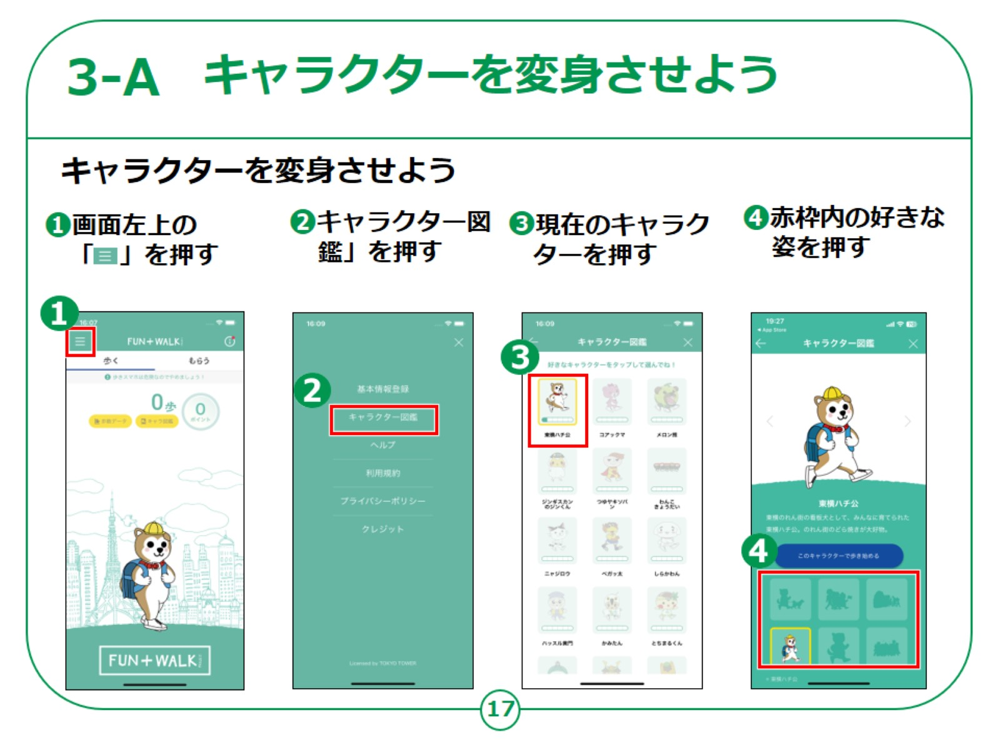 3-A キャラクターを変身させよう
キャラクターを変身させよう
❶画面左上の
「☰」を押す
❷キャラクター図
鑑」を押す
❸現在のキャラク
ターを押す
❹赤枠内の好きな
姿を押す
1
16:07
FUN+WALK
歩く もらう
歩きスマホは危険なのでやめましょう!
0歩
0
ポイント
歩数データ キャラ図鑑
FUN+WALK
16:09
2
基本情報登録
キャラクター図鑑
ヘルプ
利用規約
プライバシーポリシー
クレジット
Licensed by TOKYO TOWER
16:09
キャラクター図鑑
3
好きなキャラクターをタップして選んでね!
東横ハチ公 コアックマ メロン熊
ジンギスカン
のジンくん
つゆヤキソバ
ン
わんこ
きょうだい
ニャジロウ ペガッ太 しらかわん
ハッスル黄門 かみたん とちまるくん
19:27
App Store
キャラクター図鑑
東横ハチ公
東横のれん街の看板犬として、みんなに育てられた
東横ハチ公。のれん街のどら焼きが大好物。
4
このキャラクターで歩き始める
東横ハチ公
17